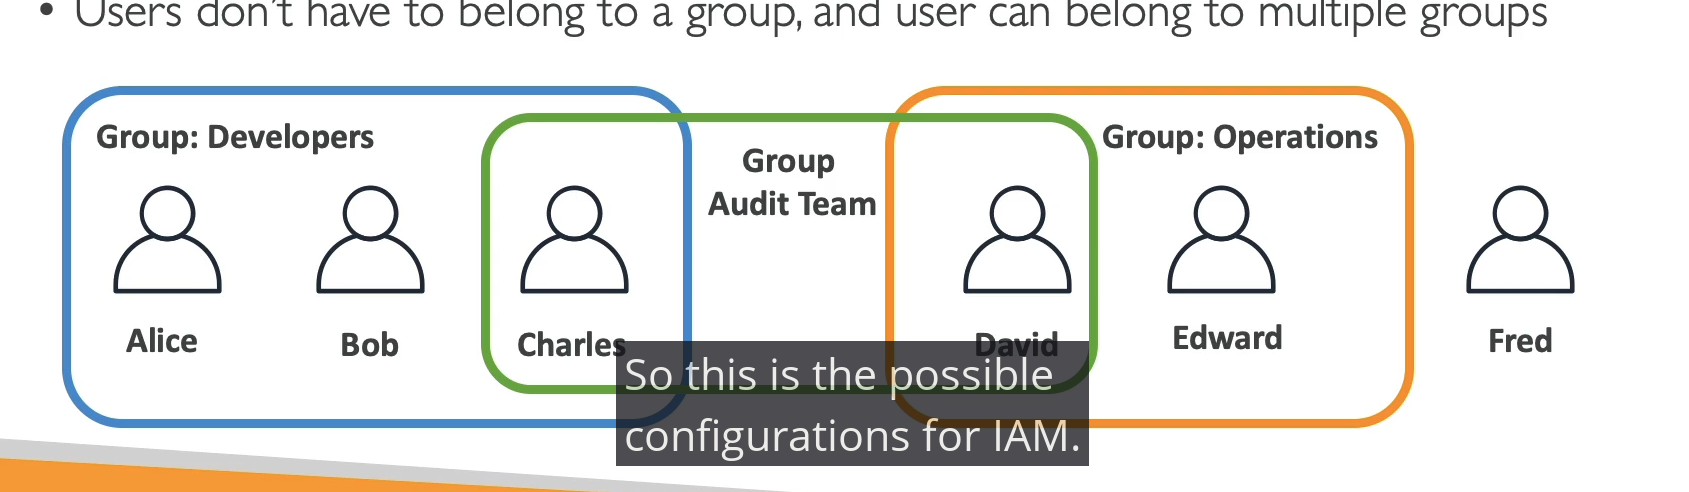 • Users don't have to belong to a group, and user can belong to multiple groups
Group: Developers
Group
Audit Team
Group: Operations
Alice
Bob
Charles
David
Edward
Fred
So this is the possible
configurations for IAM.